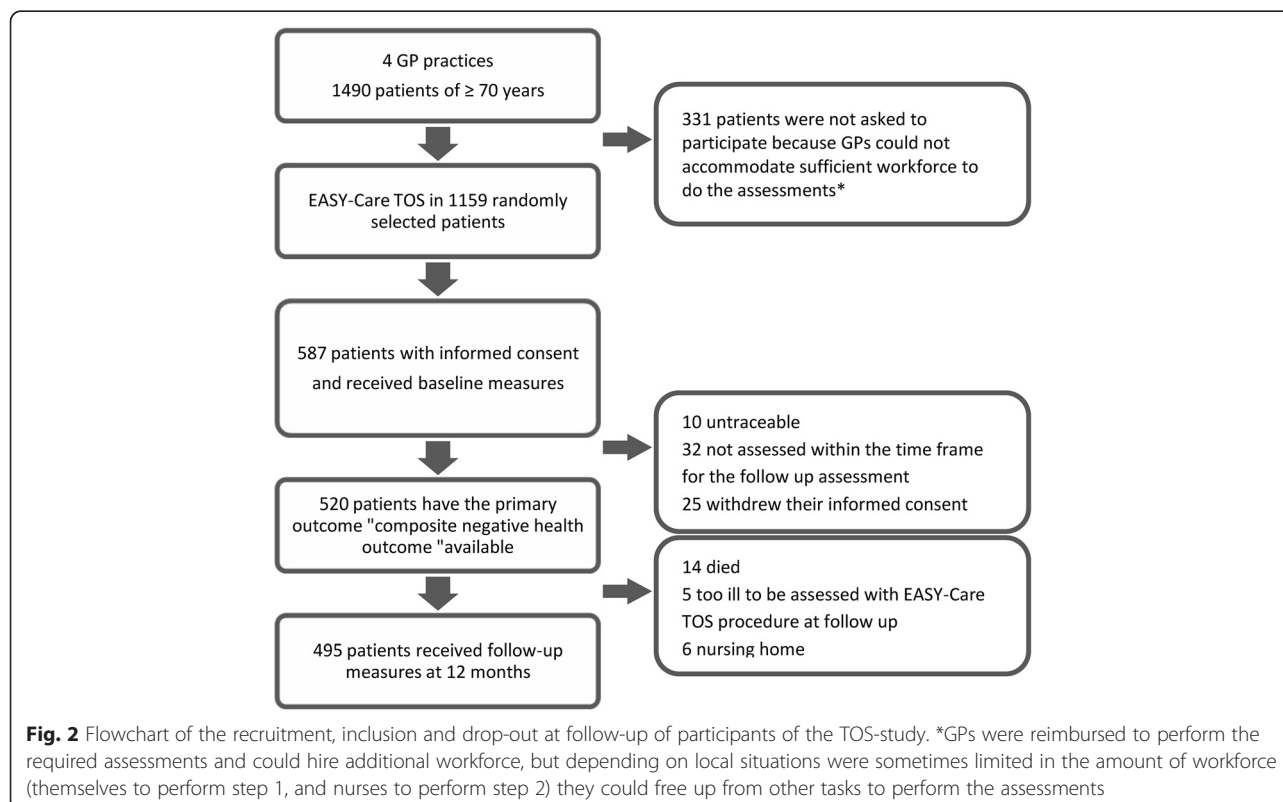 4 GP practices
1490 patients of ≥ 70 years
331 patients were not asked to
participate because GPs could not
accommodate sufficient workforce to
do the assessments*
EASY-Care TOS in 1159 randomly
selected patients
587 patients with informed consent
and received baseline measures
10 untraceable
32 not assessed within the time frame
for the follow up assessment
25 withdrew their informed consent
520 patients have the primary
outcome "composite negative health
outcome "available
14 died
5 too ill to be assessed with EASY-Care
TOS procedure at follow up
6 nursing home
495 patients received follow-up
measures at 12 months
Fig. 2 Flowchart of the recruitment, inclusion and drop-out at follow-up of participants of the TOS-study. *GPs were reimbursed to perform the
required assessments and could hire additional workforce, but depending on local situations were sometimes limited in the amount of workforce
(themselves to perform step 1, and nurses to perform step 2) they could free up from other tasks to perform the assessments